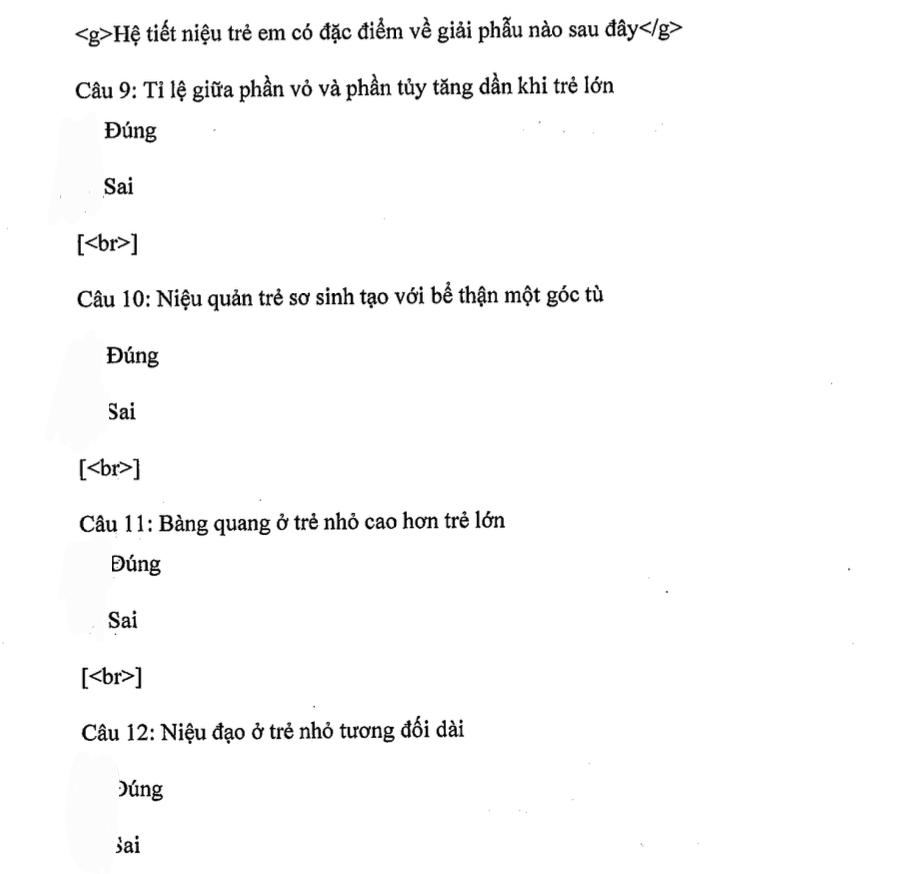 <g>Hệ tiết niệu trẻ em có đặc điểm về giải phẫu nào sau đây</g>
Câu 9: Tỉ lệ giữa phần vỏ và phần tủy tăng dần khi trẻ lớn
Đúng
Sai
[<br>]
Câu 10: Niệu quản trẻ sơ sinh tạo với bể thận một góc tù
Đúng
Sai
[<br>]
Câu 11: Bàng quang ở trẻ nhỏ cao hơn trẻ lớn
Đúng
Sai
[<br>]
Câu 12: Niệu đạo ở trẻ nhỏ tương đối dài
Đúng
Sai